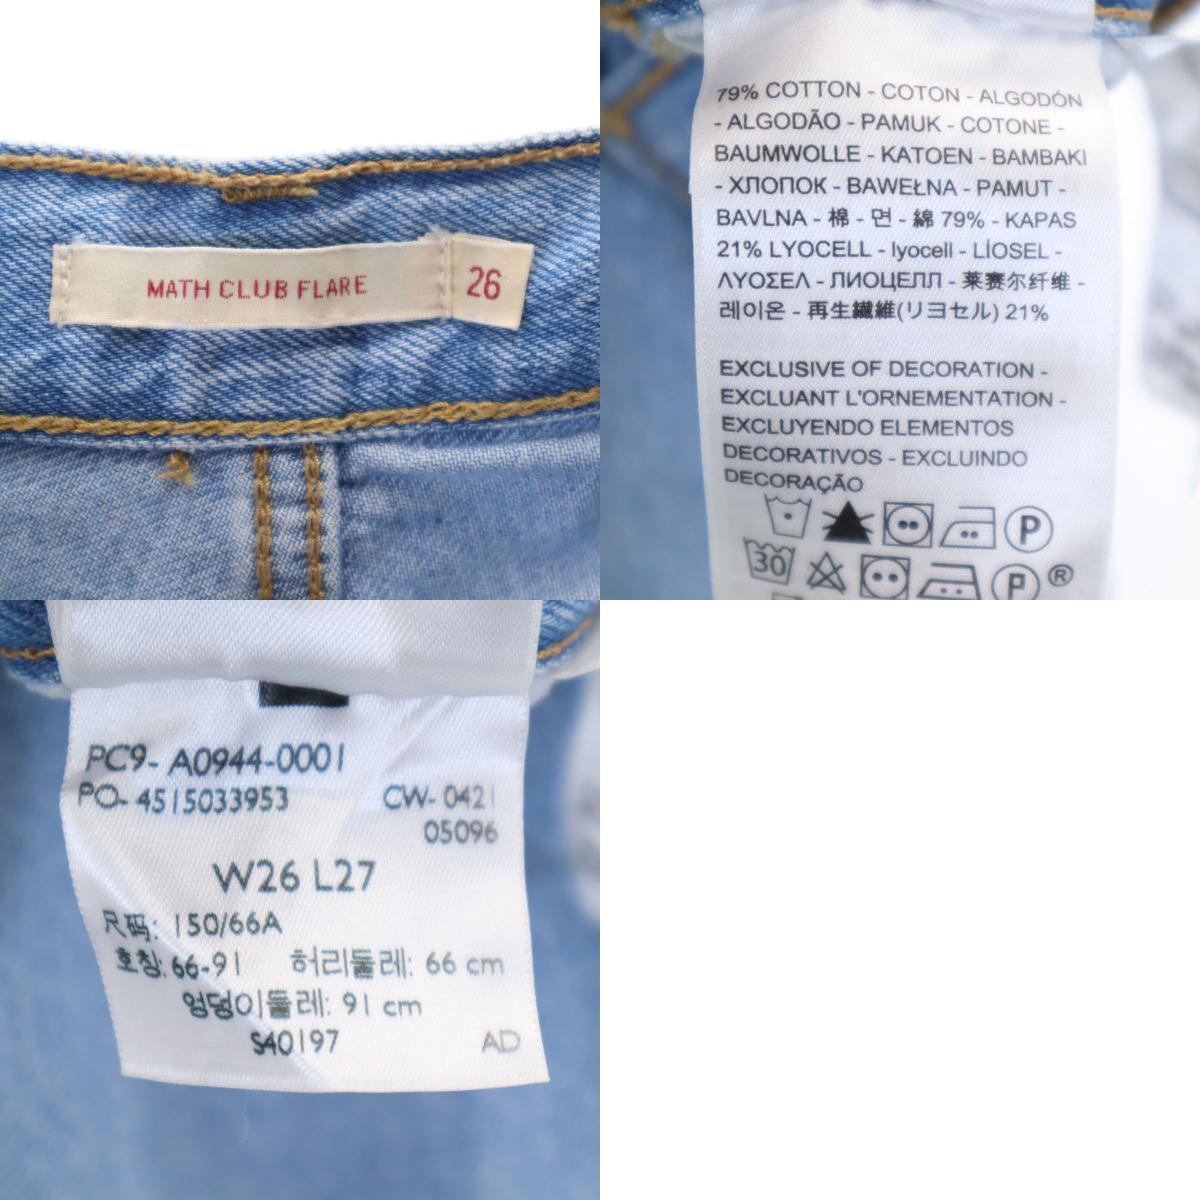 MATH CLUB FLARE 26
79% COTTON - COTON - ALGODÓN
- ALGODÃO - PAMUK - COTONE -
BAUMWOLLE - KATOEN - BAMBAKI
- ХЛОПОК - BAWEŁNA - PAMUT -
BAVLNA - 棉 - 면 - 綿 79% - KAPAS
21% LYOCELL - lyocell - LİOSEL -
ΛΥΟΣΕΛ - ЛИОЦЕЛЛ - 莱赛尔纤维 -
레이온 - 再生繊維(リヨセル) 21%
EXCLUSIVE OF DECORATION -
EXCLUANT L'ORNEMENTATION -
EXCLUYENDO ELEMENTOS
DECORATIVOS - EXCLUINDO
DECORAÇÃO
P
30 P ®
PC9- A0944-0001
PO- 4515033953 CW- 0421
05096
W26 L27
尺码: 150/66A
호칭: 66-91 허리둘레: 66 cm
엉덩이둘레: 91 cm
S40197 AD